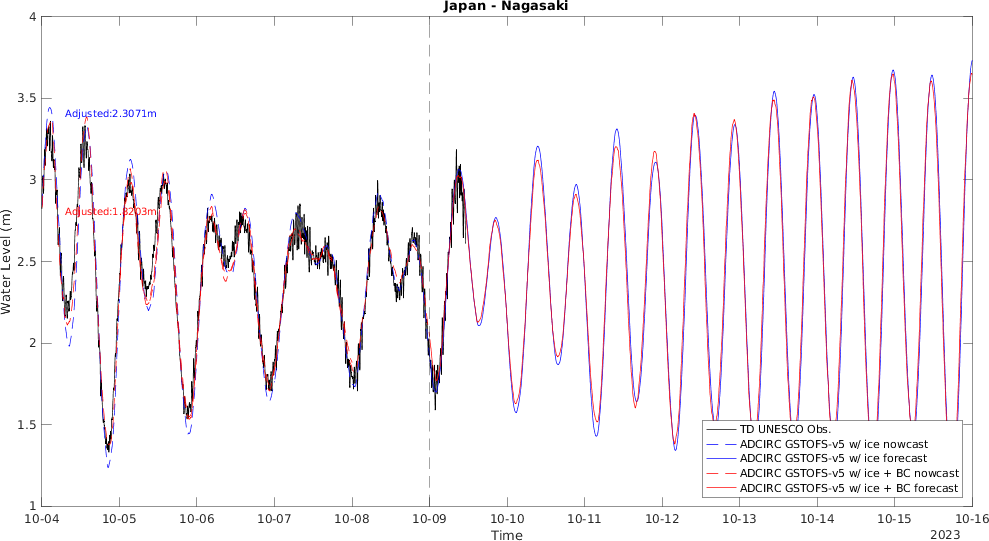 Japan - Nagasaki
Water Level (m)
4
3.5
3
2.5
2
1.5
1
Adjusted:2.3071m
Adjusted:1.8203m
TD UNESCO Obs.
ADCIRC GSTOFS-v5 w/ ice nowcast
ADCIRC GSTOFS-v5 w/ ice forecast
ADCIRC GSTOFS-v5 w/ ice + BC nowcast
ADCIRC GSTOFS-v5 w/ ice + BC forecast
10-04 10-05 10-06 10-07 10-08 10-09 10-10 10-11 10-12 10-13 10-14 10-15 10-16
Time
2023